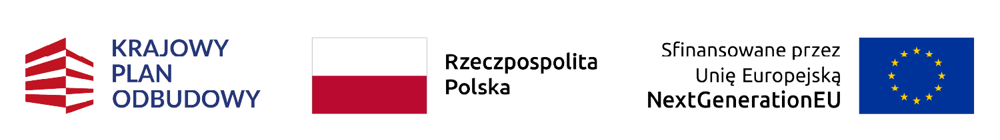 KRAJOWY
PLAN
ODBUDOWY
Rzeczpospolita
Polska
Sfinansowane przez
Unię Europejską
NextGenerationEU